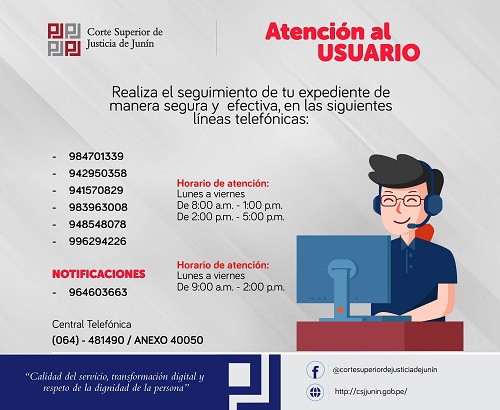 Corte Superior de
Justicia de Junín
Atención al
USUARIO
Realiza el seguimiento de tu expediente de
manera segura y efectiva, en las siguientes
líneas telefónicas:
- 984701339
- 942950358
- 941570829
- 983963008
- 948548078
- 996294226
Horario de atención:
Lunes a viernes
De 8:00 a.m. - 1:00 p.m.
De 2:00 p.m. - 5:00 p.m.
NOTIFICACIONES
- 964603663
Horario de atención:
Lunes a viernes
De 9:00 a.m. - 2:00 p.m.
Central Telefónica
(064) - 481490 / ANEXO 40050
“Calidad del servicio, transformación digital y
respeto de la dignidad de la persona”
@cortesuperiordejusticiadejunín
http://csjjunin.gob.pe/